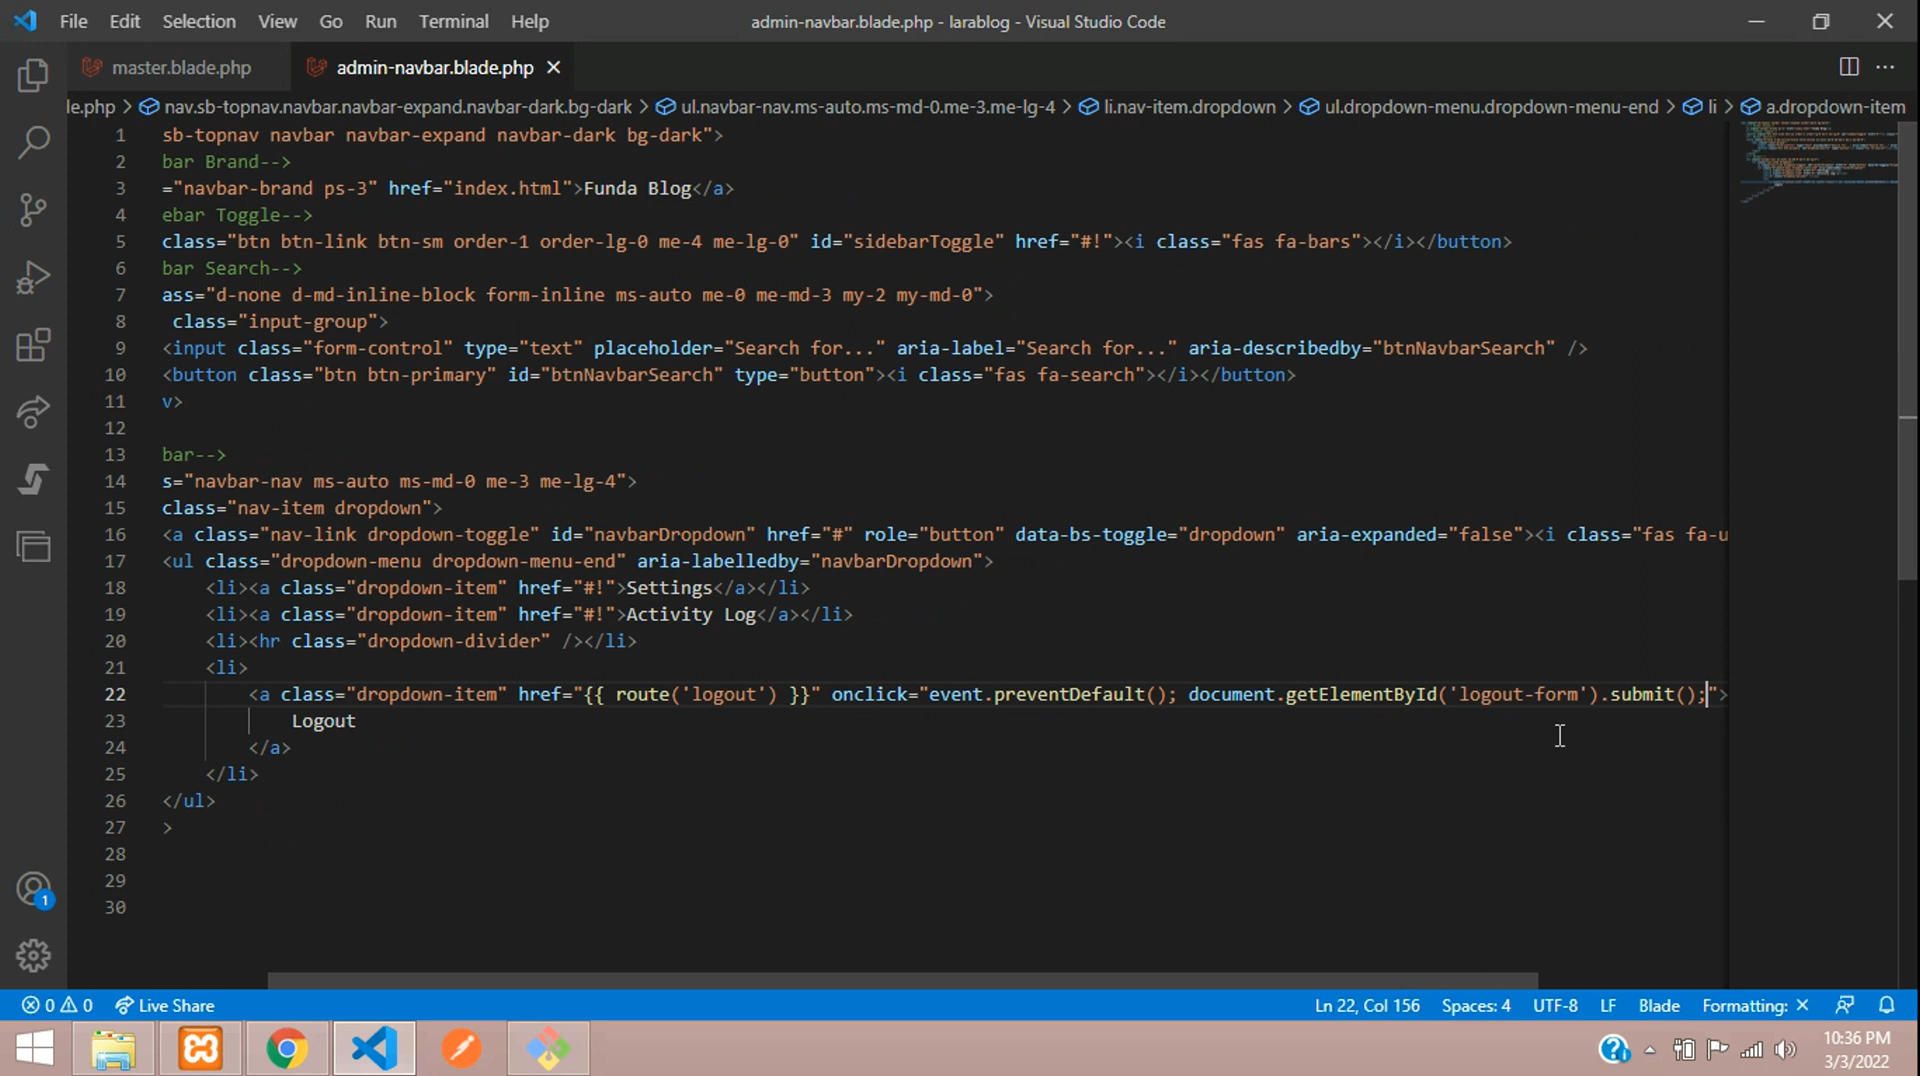 File Edit Selection View Go Run Terminal Help
admin-navbar.blade.php - larablog - Visual Studio Code
master.blade.php
admin-navbar.blade.php
le.php > nav.sb-topnav.navbar.navbar-expand.navbar-dark.bg-dark > ul.navbar-nav.ms-auto.ms-md-0.me-3.me-lg-4 > li.nav-item.dropdown > ul.dropdown-menu.dropdown-menu-end > li > a.dropdown-item
1 sb-topnav navbar navbar-expand navbar-dark bg-dark">
2 bar Brand-->
3 ="navbar-brand ps-3" href="index.html">Funda Blog</a>
4 ebar Toggle-->
5 class="btn btn-link btn-sm order-1 order-lg-0 me-4 me-lg-0" id="sidebarToggle" href="#!"><i class="fas fa-bars"></i></button>
6 bar Search-->
7 ass="d-none d-md-inline-block form-inline ms-auto me-0 me-md-3 my-2 my-md-0">
8 class="input-group">
9 <input class="form-control" type="text" placeholder="Search for..." aria-label="Search for..." aria-describedby="btnNavbarSearch" />
10 <button class="btn btn-primary" id="btnNavbarSearch" type="button"><i class="fas fa-search"></i></button>
11 v>
12
13 bar-->
14 s="navbar-nav ms-auto ms-md-0 me-3 me-lg-4">
15 class="nav-item dropdown">
16 <a class="nav-link dropdown-toggle" id="navbarDropdown" href="#" role="button" data-bs-toggle="dropdown" aria-expanded="false"><i class="fas fa-u
17 <ul class="dropdown-menu dropdown-menu-end" aria-labelledby="navbarDropdown">
18 <li><a class="dropdown-item" href="#!">Settings</a></li>
19 <li><a class="dropdown-item" href="#!">Activity Log</a></li>
20 <li><hr class="dropdown-divider" /></li>
21 <li>
22 <a class="dropdown-item" href="{{ route('logout') }}" onclick="event.preventDefault(); document.getElementById('logout-form').submit();">
23 Logout
24 </a>
25 </li>
26 </ul>
27 >
28
29
30
1
0 0 Live Share
Ln 22, Col 156 Spaces: 4 UTF-8 LF Blade Formatting: ×
10:36 PM
3/3/2022